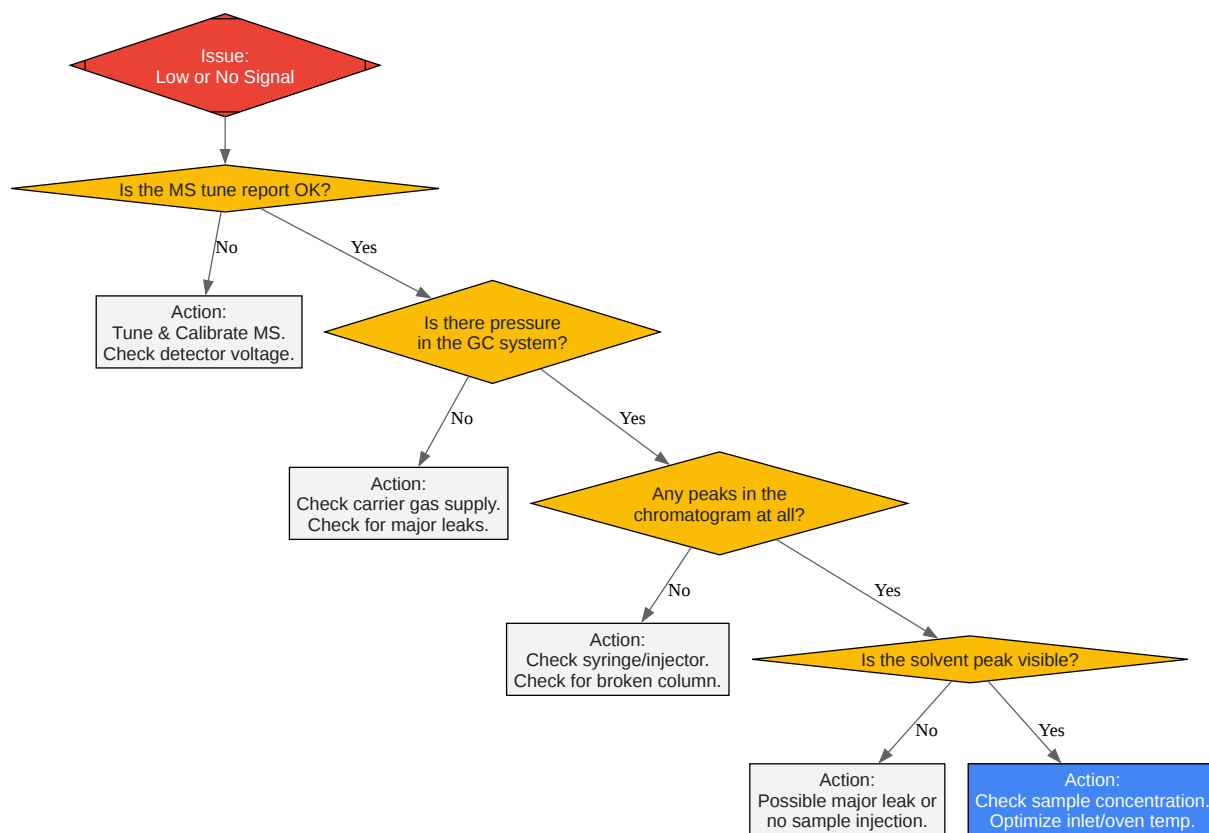 Issue:
Low or No Signal
Is the MS tune report OK?
No
Yes
Action:
Tune & Calibrate MS.
Check detector voltage.
Is there pressure
in the GC system?
No
Yes
Action:
Check carrier gas supply.
Check for major leaks.
Any peaks in the
chromatogram at all?
No
Yes
Action:
Check syringe/injector.
Check for broken column.
Is the solvent peak visible?
No
Yes
Action:
Possible major leak or
no sample injection.
Action:
Check sample concentration.
Optimize inlet/oven temp.